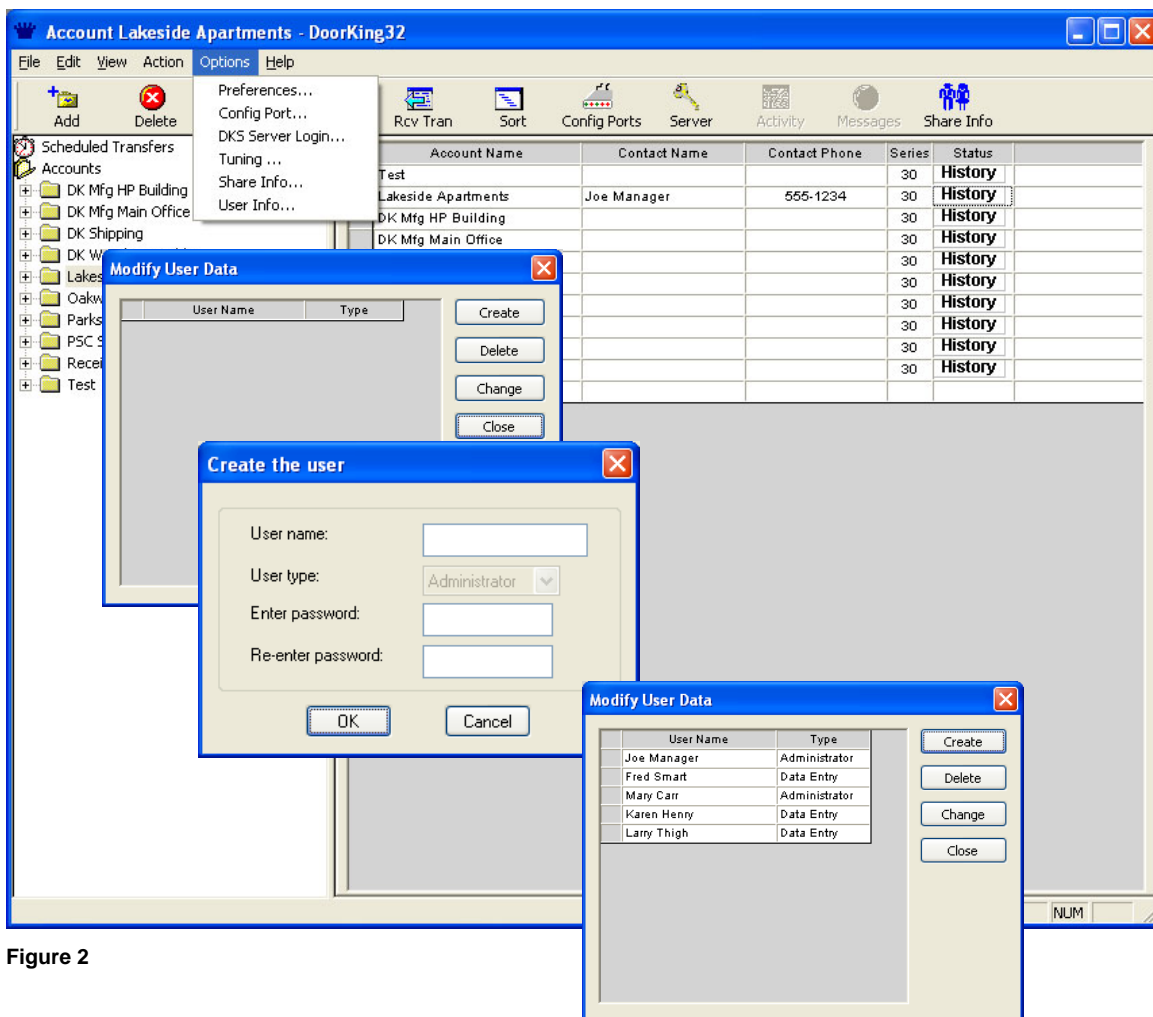 Account Lakeside Apartments - DoorKing32
File Edit View Action Options Help
Preferences...
Config Port...
DKS Server Login...
Tuning ...
Share Info...
User Info...
Add Delete Rcv Tran Sort Config Ports Server Activity Messages Share Info
Scheduled Transfers
Accounts
DK Mfg HP Building
DK Mfg Main Office
DK Shipping
DK W
Lakes
Oakw
Parks
PSC S
Recei
Test
Account Name Contact Name Contact Phone Series Status
Test 30 History
Lakeside Apartments Joe Manager 555-1234 30 History
DK Mfg HP Building 30 History
DK Mfg Main Office 30 History
30 History
30 History
30 History
30 History
30 History
30 History
Modify User Data
User Name Type
Create
Delete
Change
Close
Create the user
User name:
User type: Administrator
Enter password:
Re-enter password:
OK Cancel
Modify User Data
User Name Type
Joe Manager Administrator
Fred Smart Data Entry
Mary Carr Administrator
Karen Henry Data Entry
Larry Thigh Data Entry
Create
Delete
Change
Close
NUM
Figure 2